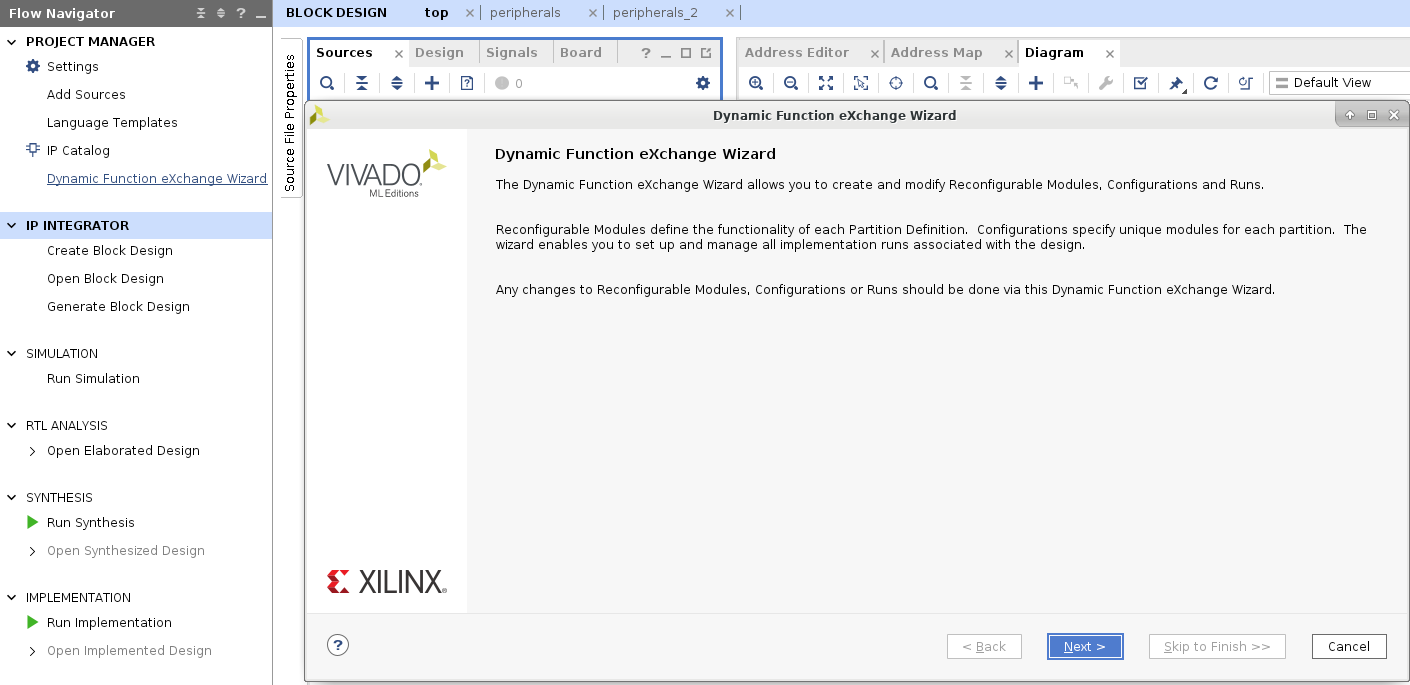 Flow Navigator
PROJECT MANAGER
Settings
Add Sources
Language Templates
IP Catalog
Dynamic Function eXchange Wizard
IP INTEGRATOR
Create Block Design
Open Block Design
Generate Block Design
SIMULATION
Run Simulation
RTL ANALYSIS
Open Elaborated Design
SYNTHESIS
Run Synthesis
Open Synthesized Design
IMPLEMENTATION
Run Implementation
Open Implemented Design
BLOCK DESIGN top peripherals peripherals_2
Source File Properties
Sources Design Signals Board ?
0
Address Editor Address Map Diagram
Default View
Dynamic Function eXchange Wizard
VIVADO
ML Editions
Dynamic Function eXchange Wizard
The Dynamic Function eXchange Wizard allows you to create and modify Reconfigurable Modules, Configurations and Runs.
Reconfigurable Modules define the functionality of each Partition Definition. Configurations specify unique modules for each partition. The
wizard enables you to set up and manage all implementation runs associated with the design.
Any changes to Reconfigurable Modules, Configurations or Runs should be done via this Dynamic Function eXchange Wizard.
XILINX®
? < Back Next > Skip to Finish >> Cancel